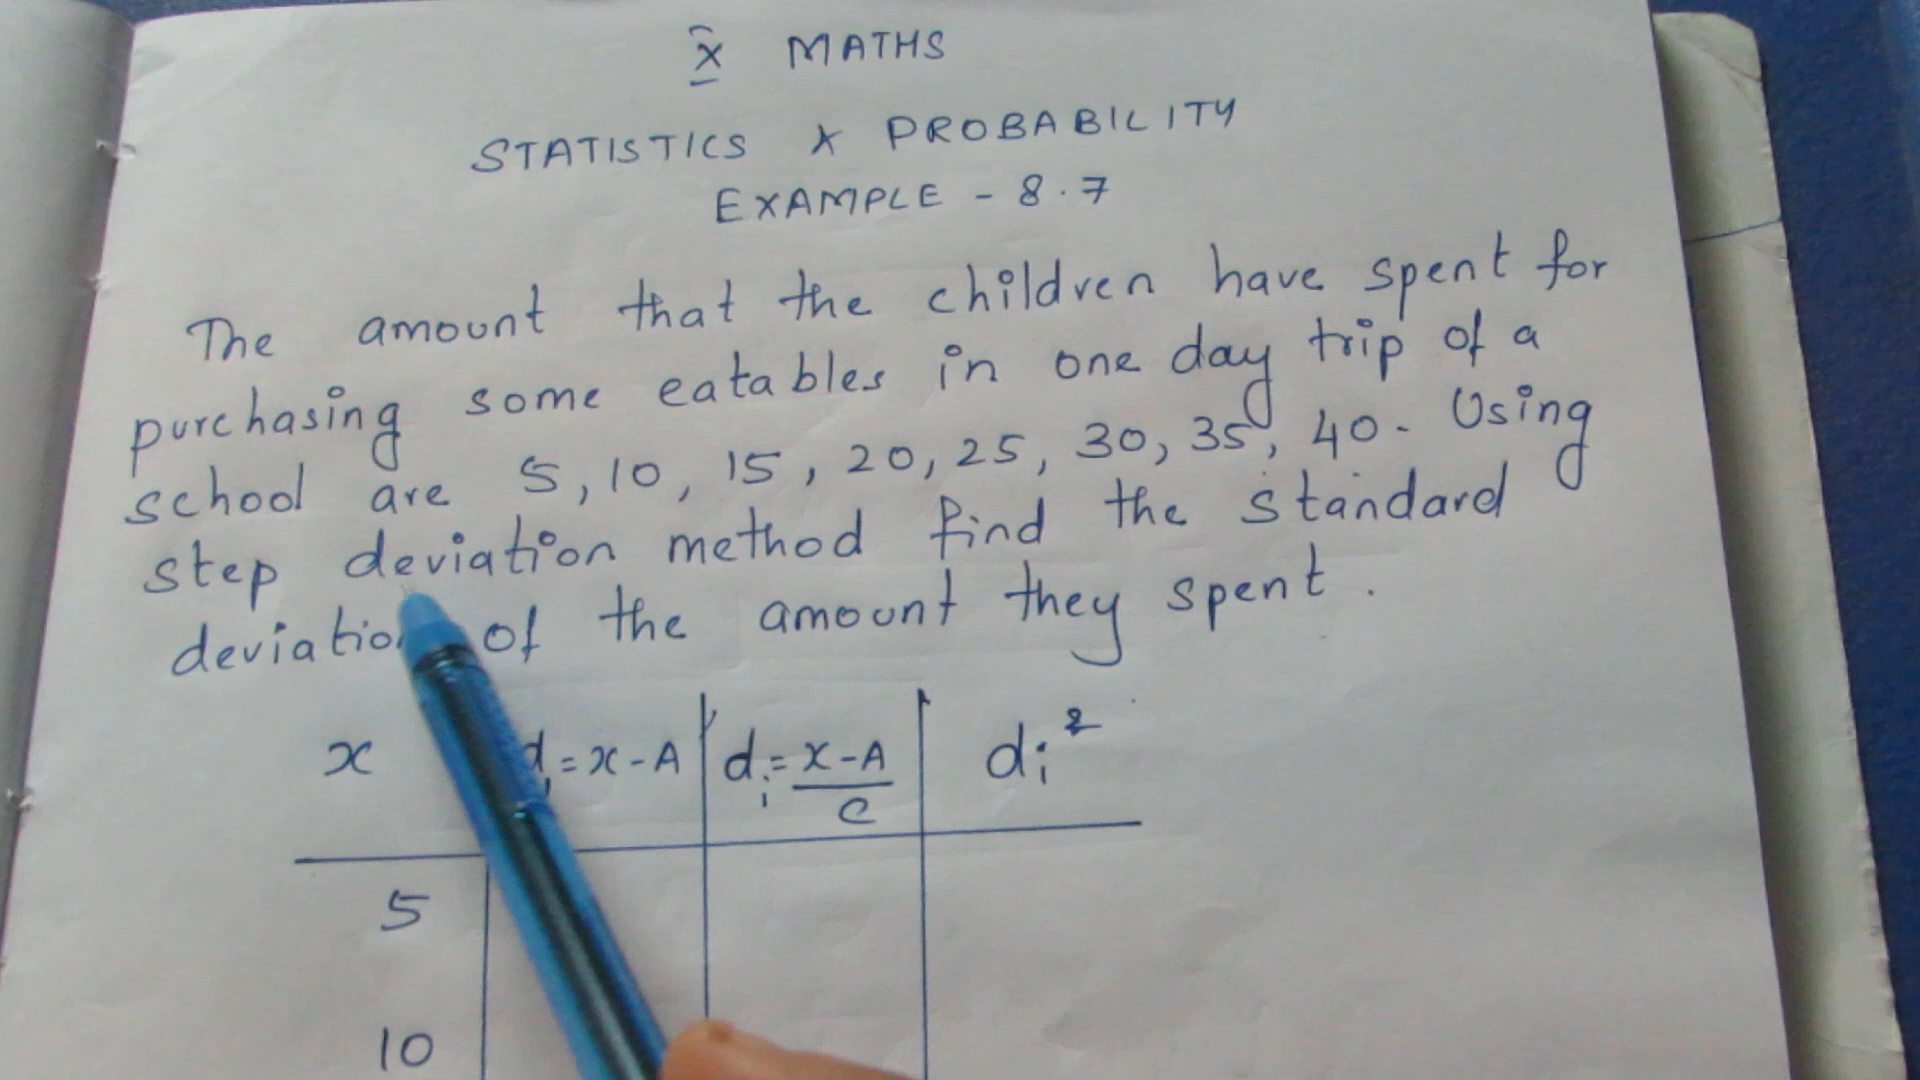 X MATHS
STATISTICS & PROBABILITY
EXAMPLE - 8.7
The amount that the children have spent for
purchasing some eatables in one day trip of a
school are 5, 10, 15, 20, 25, 30, 35, 40. Using
step deviation method find the standard
deviation of the amount they spent.
x di = x - A di = x - A / c di²
5
10